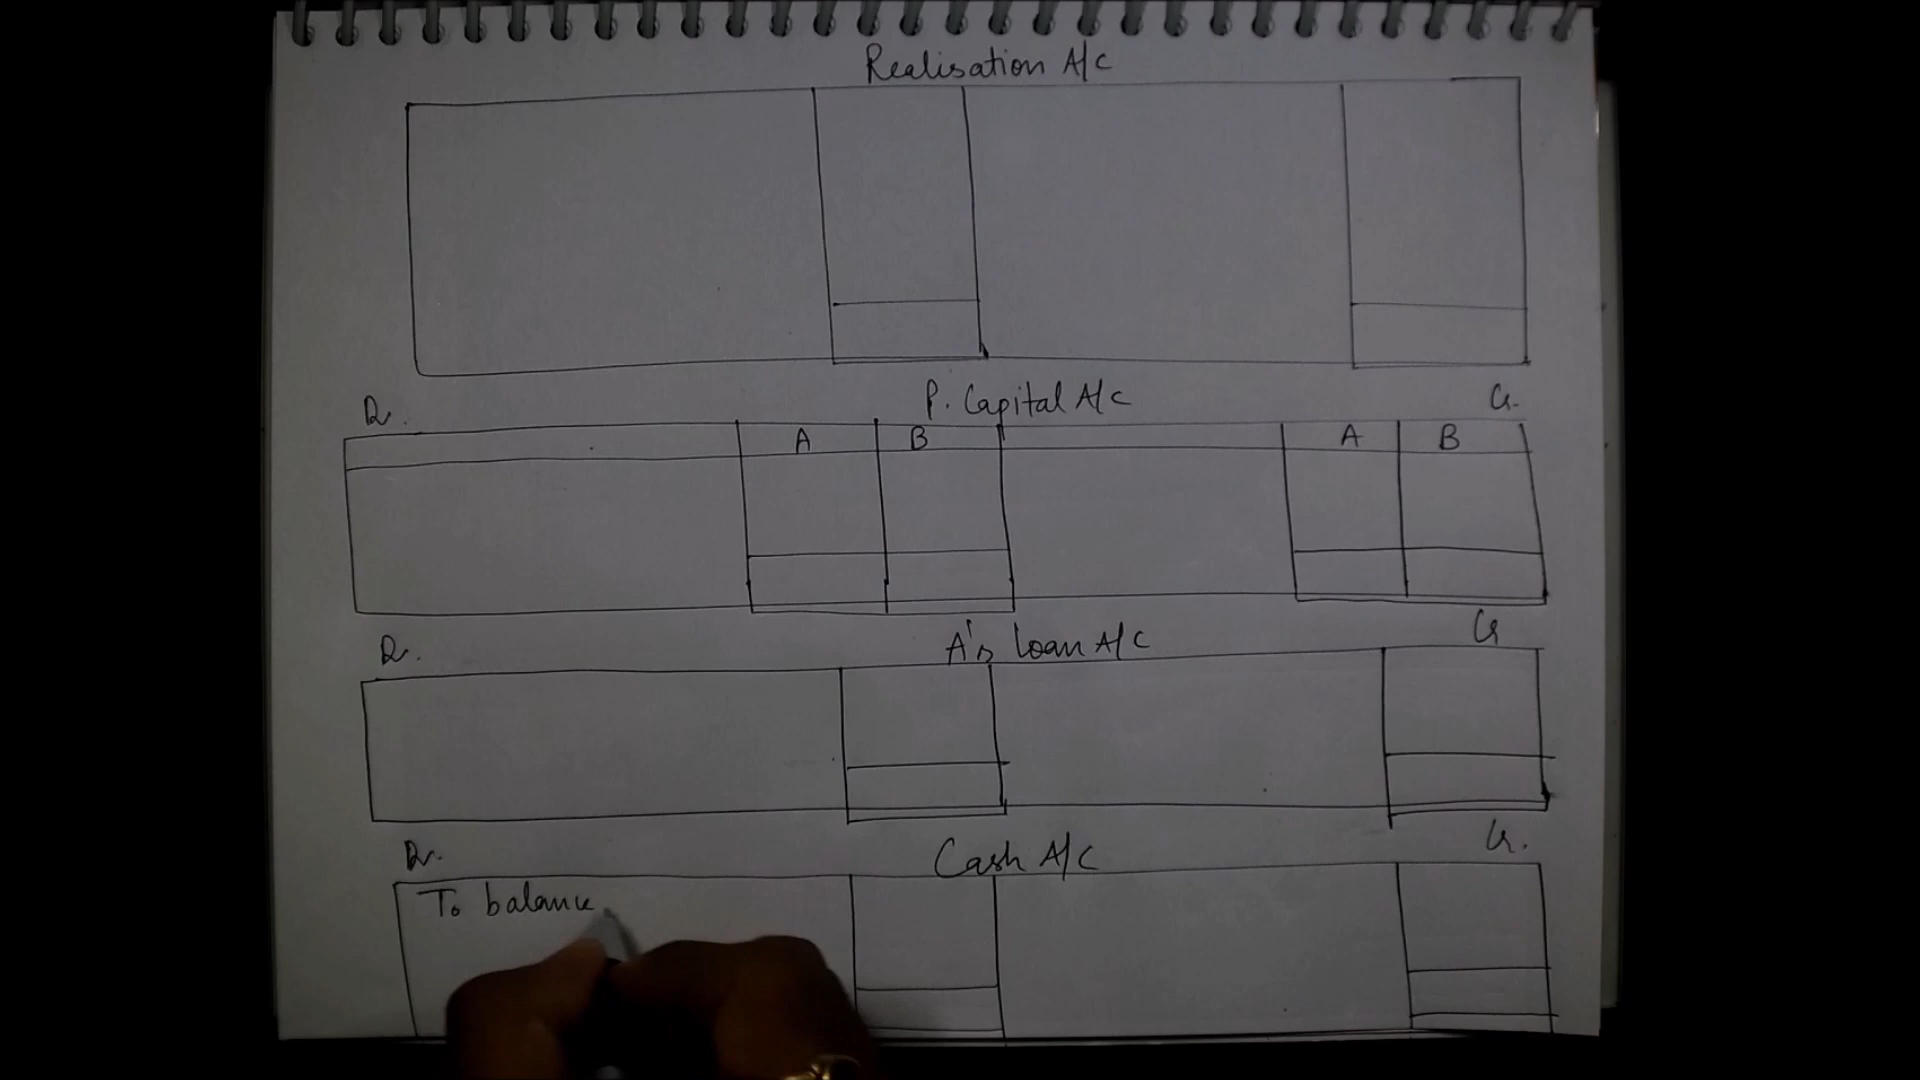 Realisation A/C
Dr. P. Capital A/C Cr.
A B A B
Dr. A's Loan A/C Cr
Dr. Cash A/C Cr.
To balance